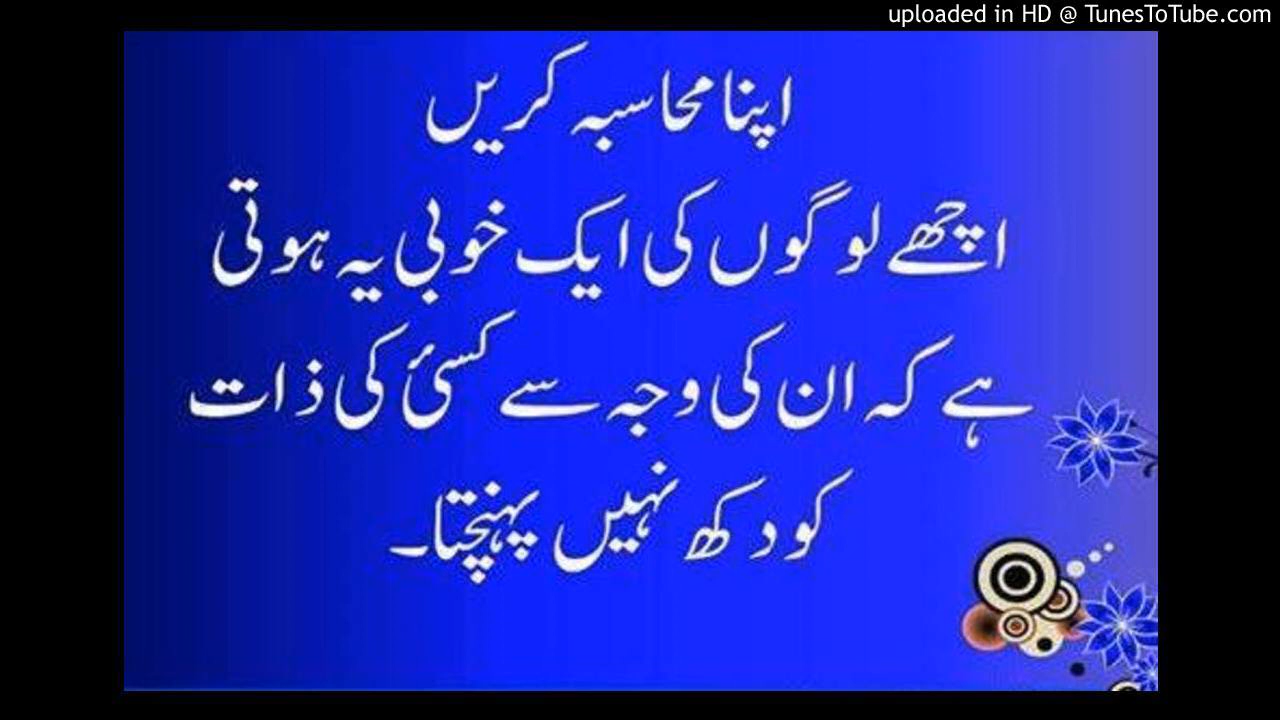 uploaded in HD @ TunesToTube.com
اپنا محاسبہ کریں
اچھے لوگوں کی ایک خوبی یہ ہوتی
ہے کہ ان کی وجہ سے کسئ کی ذات
کو دکھ نہیں پہنچتا۔